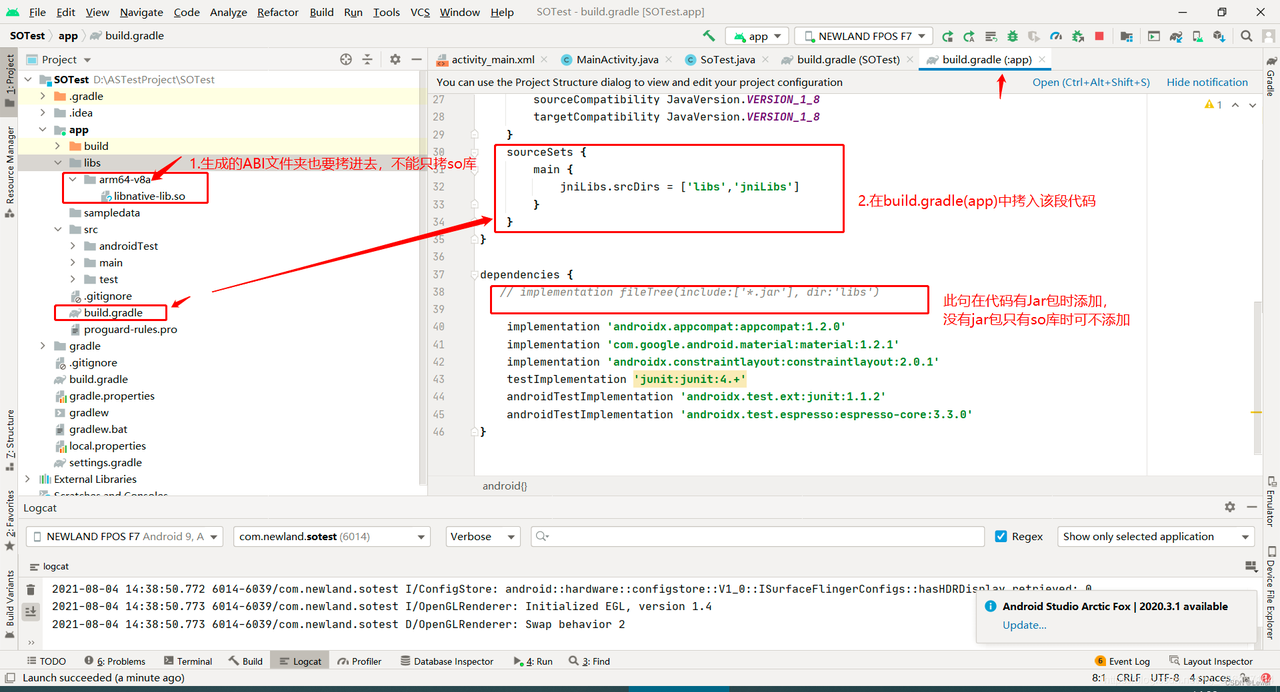 File Edit View Navigate Code Analyze Refactor Build Run Tools VCS Window Help SOTest - build.gradle [SOTest.app]
SOTest app build.gradle
app NEWLAND FPOS F7
Project
activity_main.xml MainActivity.java SoTest.java build.gradle (SOTest) build.gradle (:app)
You can use the Project Structure dialog to view and edit your project configuration Open (Ctrl+Alt+Shift+S) Hide notification
1: Project
Resource Manager
Z: Structure
2: Favorites
Build Variants
SOTest D:\ASTestProject\SOTest
.gradle
.idea
app
build
libs
arm64-v8a
libnative-lib.so
sampledata
src
androidTest
main
test
.gitignore
build.gradle
proguard-rules.pro
gradle
.gitignore
build.gradle
gradle.properties
gradlew
gradlew.bat
local.properties
settings.gradle
External Libraries
Scratches and Consoles
1.生成的ABI文件夹也要拷进去，不能只拷so库
27 sourceCompatibility JavaVersion.VERSION_1_8
28 targetCompatibility JavaVersion.VERSION_1_8
29 }
30 sourceSets {
31 main {
32 jniLibs.srcDirs = ['libs','jniLibs']
33 }
34 }
35 }
36
37 dependencies {
38 // implementation fileTree(include:['*.jar'], dir:'libs')
39
40 implementation 'androidx.appcompat:appcompat:1.2.0'
41 implementation 'com.google.android.material:material:1.2.1'
42 implementation 'androidx.constraintlayout:constraintlayout:2.0.1'
43 testImplementation 'junit:junit:4.+'
44 androidTestImplementation 'androidx.test.ext:junit:1.1.2'
45 androidTestImplementation 'androidx.test.espresso:espresso-core:3.3.0'
46 }
1
2.在build.gradle(app)中拷入该段代码
此句在代码有Jar包时添加，
没有jar包只有so库时可不添加
android{}
Gradle
Emulator
Device File Explorer
Logcat
NEWLAND FPOS F7 Android 9, A com.newland.sotest (6014) Verbose Regex Show only selected application
logcat
2021-08-04 14:38:50.772 6014-6039/com.newland.sotest I/ConfigStore: android::hardware::configstore::V1_0::ISurfaceFlingerConfigs::hasHDRDisplay retrieved: 0
2021-08-04 14:38:50.773 6014-6039/com.newland.sotest I/OpenGLRenderer: Initialized EGL, version 1.4
2021-08-04 14:38:50.773 6014-6039/com.newland.sotest D/OpenGLRenderer: Swap behavior 2
Android Studio Arctic Fox | 2020.3.1 available
Update...
TODO 6: Problems Terminal Build Logcat Profiler Database Inspector 4: Run 3: Find 6 Event Log Layout Inspector
Launch succeeded (a minute ago) 8:1 CRLF UTF-8 4 spaces